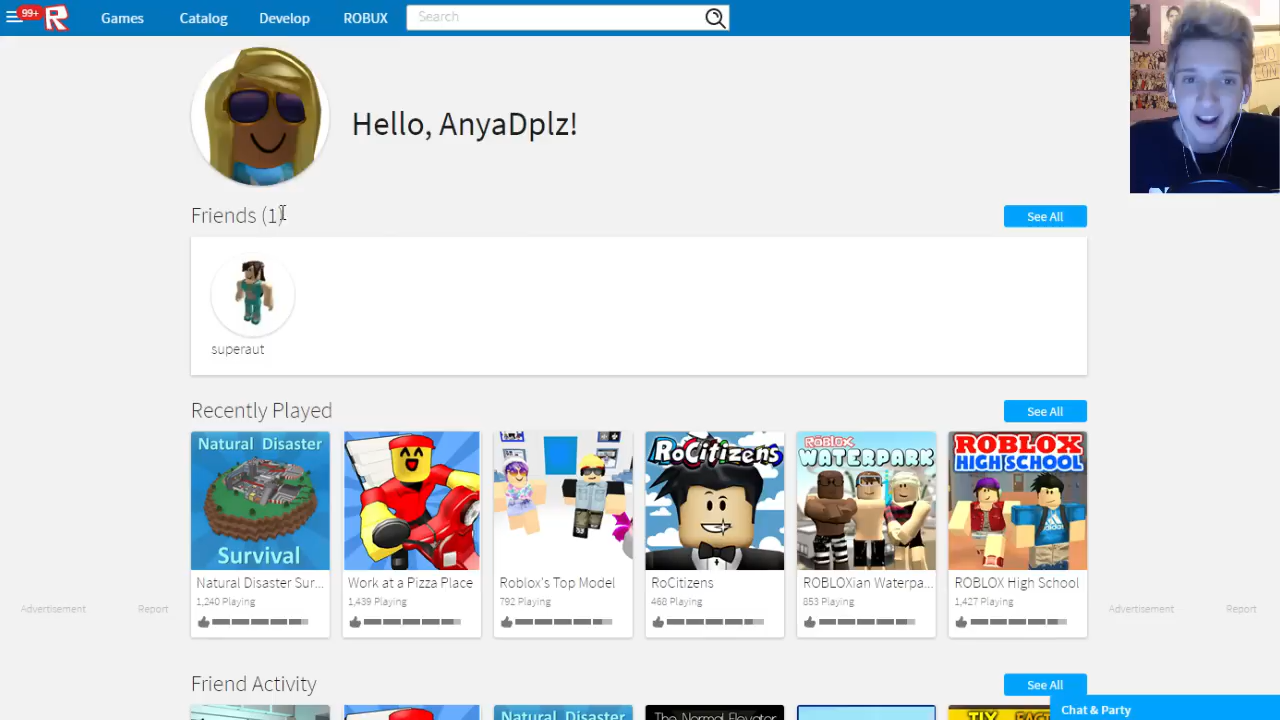 99+
Games
Catalog
Develop
ROBUX
Search
Hello, AnyaDplz!
Friends (1)
See All
superaut
Recently Played
See All
Natural Disaster
Survival
RoCitizens
ROBLOX
WATERPARK
ROBLOX
HIGH SCHOOL
Natural Disaster Sur...
Work at a Pizza Place
Roblox's Top Model
RoCitizens
ROBLOXian Waterpa...
ROBLOX High School
1,240 Playing
1,439 Playing
792 Playing
468 Playing
853 Playing
1,427 Playing
Advertisement
Report
Advertisement
Report
Friend Activity
See All
Natural Disaster
The Normal Elevator
Chat & Party